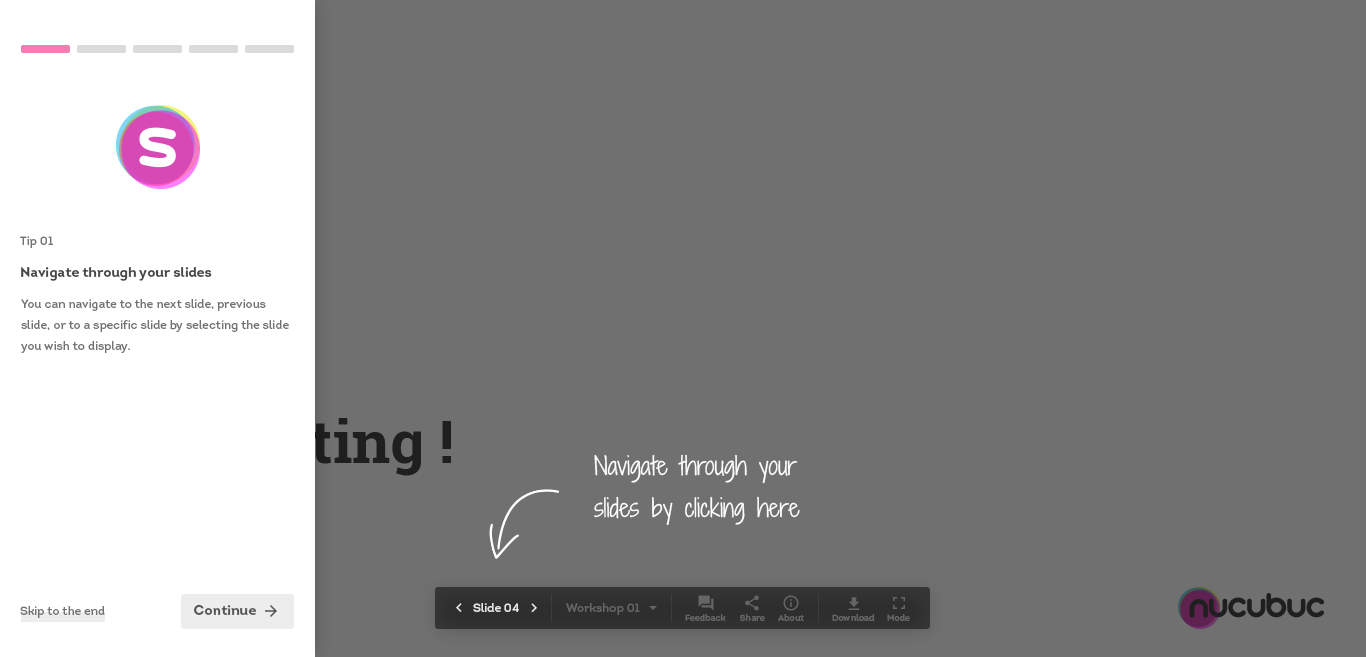 S
Tip 01
Navigate through your slides
You can navigate to the next slide, previous
slide, or to a specific slide by selecting the slide
you wish to display.
Skip to the end
Continue
ting !
Navigate through your
slides by clicking here
Slide 04
Workshop 01
Feedback
Share
About
Download
Mode
nucubuc